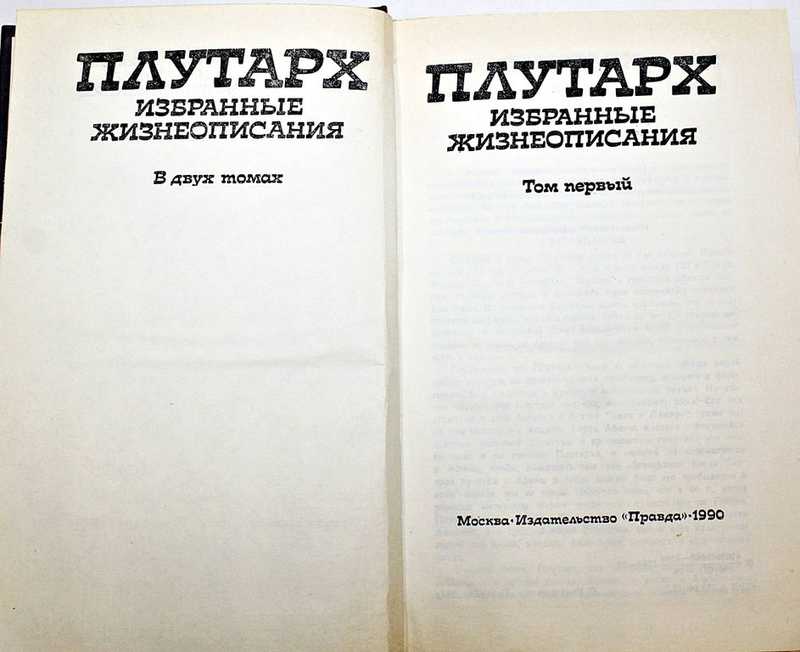 ПЛУТАРХ
ИЗБРАННЫЕ
ЖИЗНЕОПИСАНИЯ
В двух томах
ПЛУТАРХ
ИЗБРАННЫЕ
ЖИЗНЕОПИСАНИЯ
Том первый
Москва·Издательство «Правда»·1990